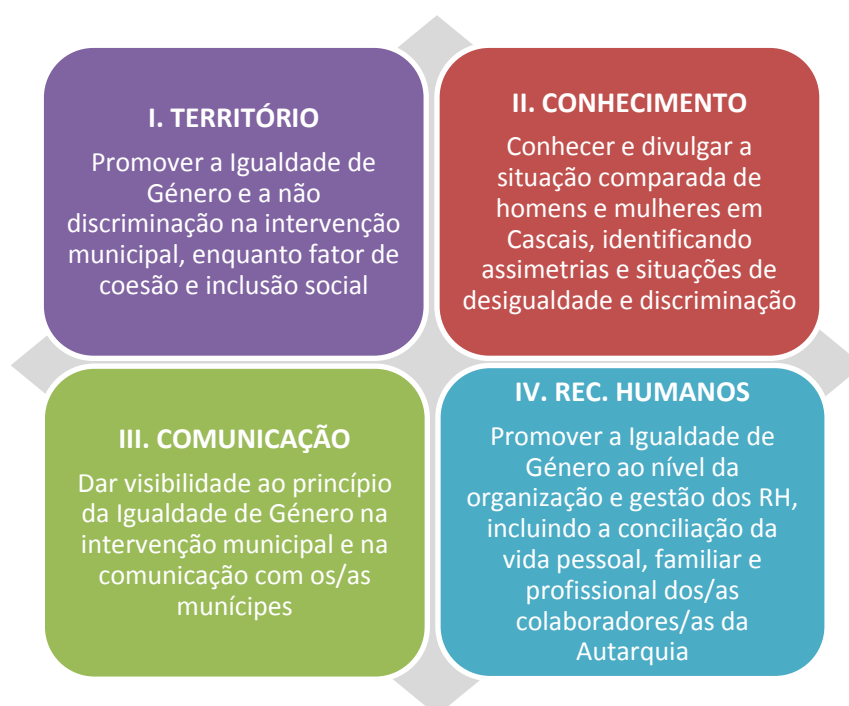 I. TERRITÓRIO
Promover a Igualdade de
Género e a não
discriminação na intervenção
municipal, enquanto fator de
coesão e inclusão social
II. CONHECIMENTO
Conhecer e divulgar a
situação comparada de
homens e mulheres em
Cascais, identificando
assimetrias e situações de
desigualdade e discriminação
III. COMUNICAÇÃO
Dar visibilidade ao princípio
da Igualdade de Género na
intervenção municipal e na
comunicação com os/as
munícipes
IV. REC. HUMANOS
Promover a Igualdade de
Género ao nível da
organização e gestão dos RH,
incluindo a conciliação da
vida pessoal, familiar e
profissional dos/as
colaboradores/as da
Autarquia